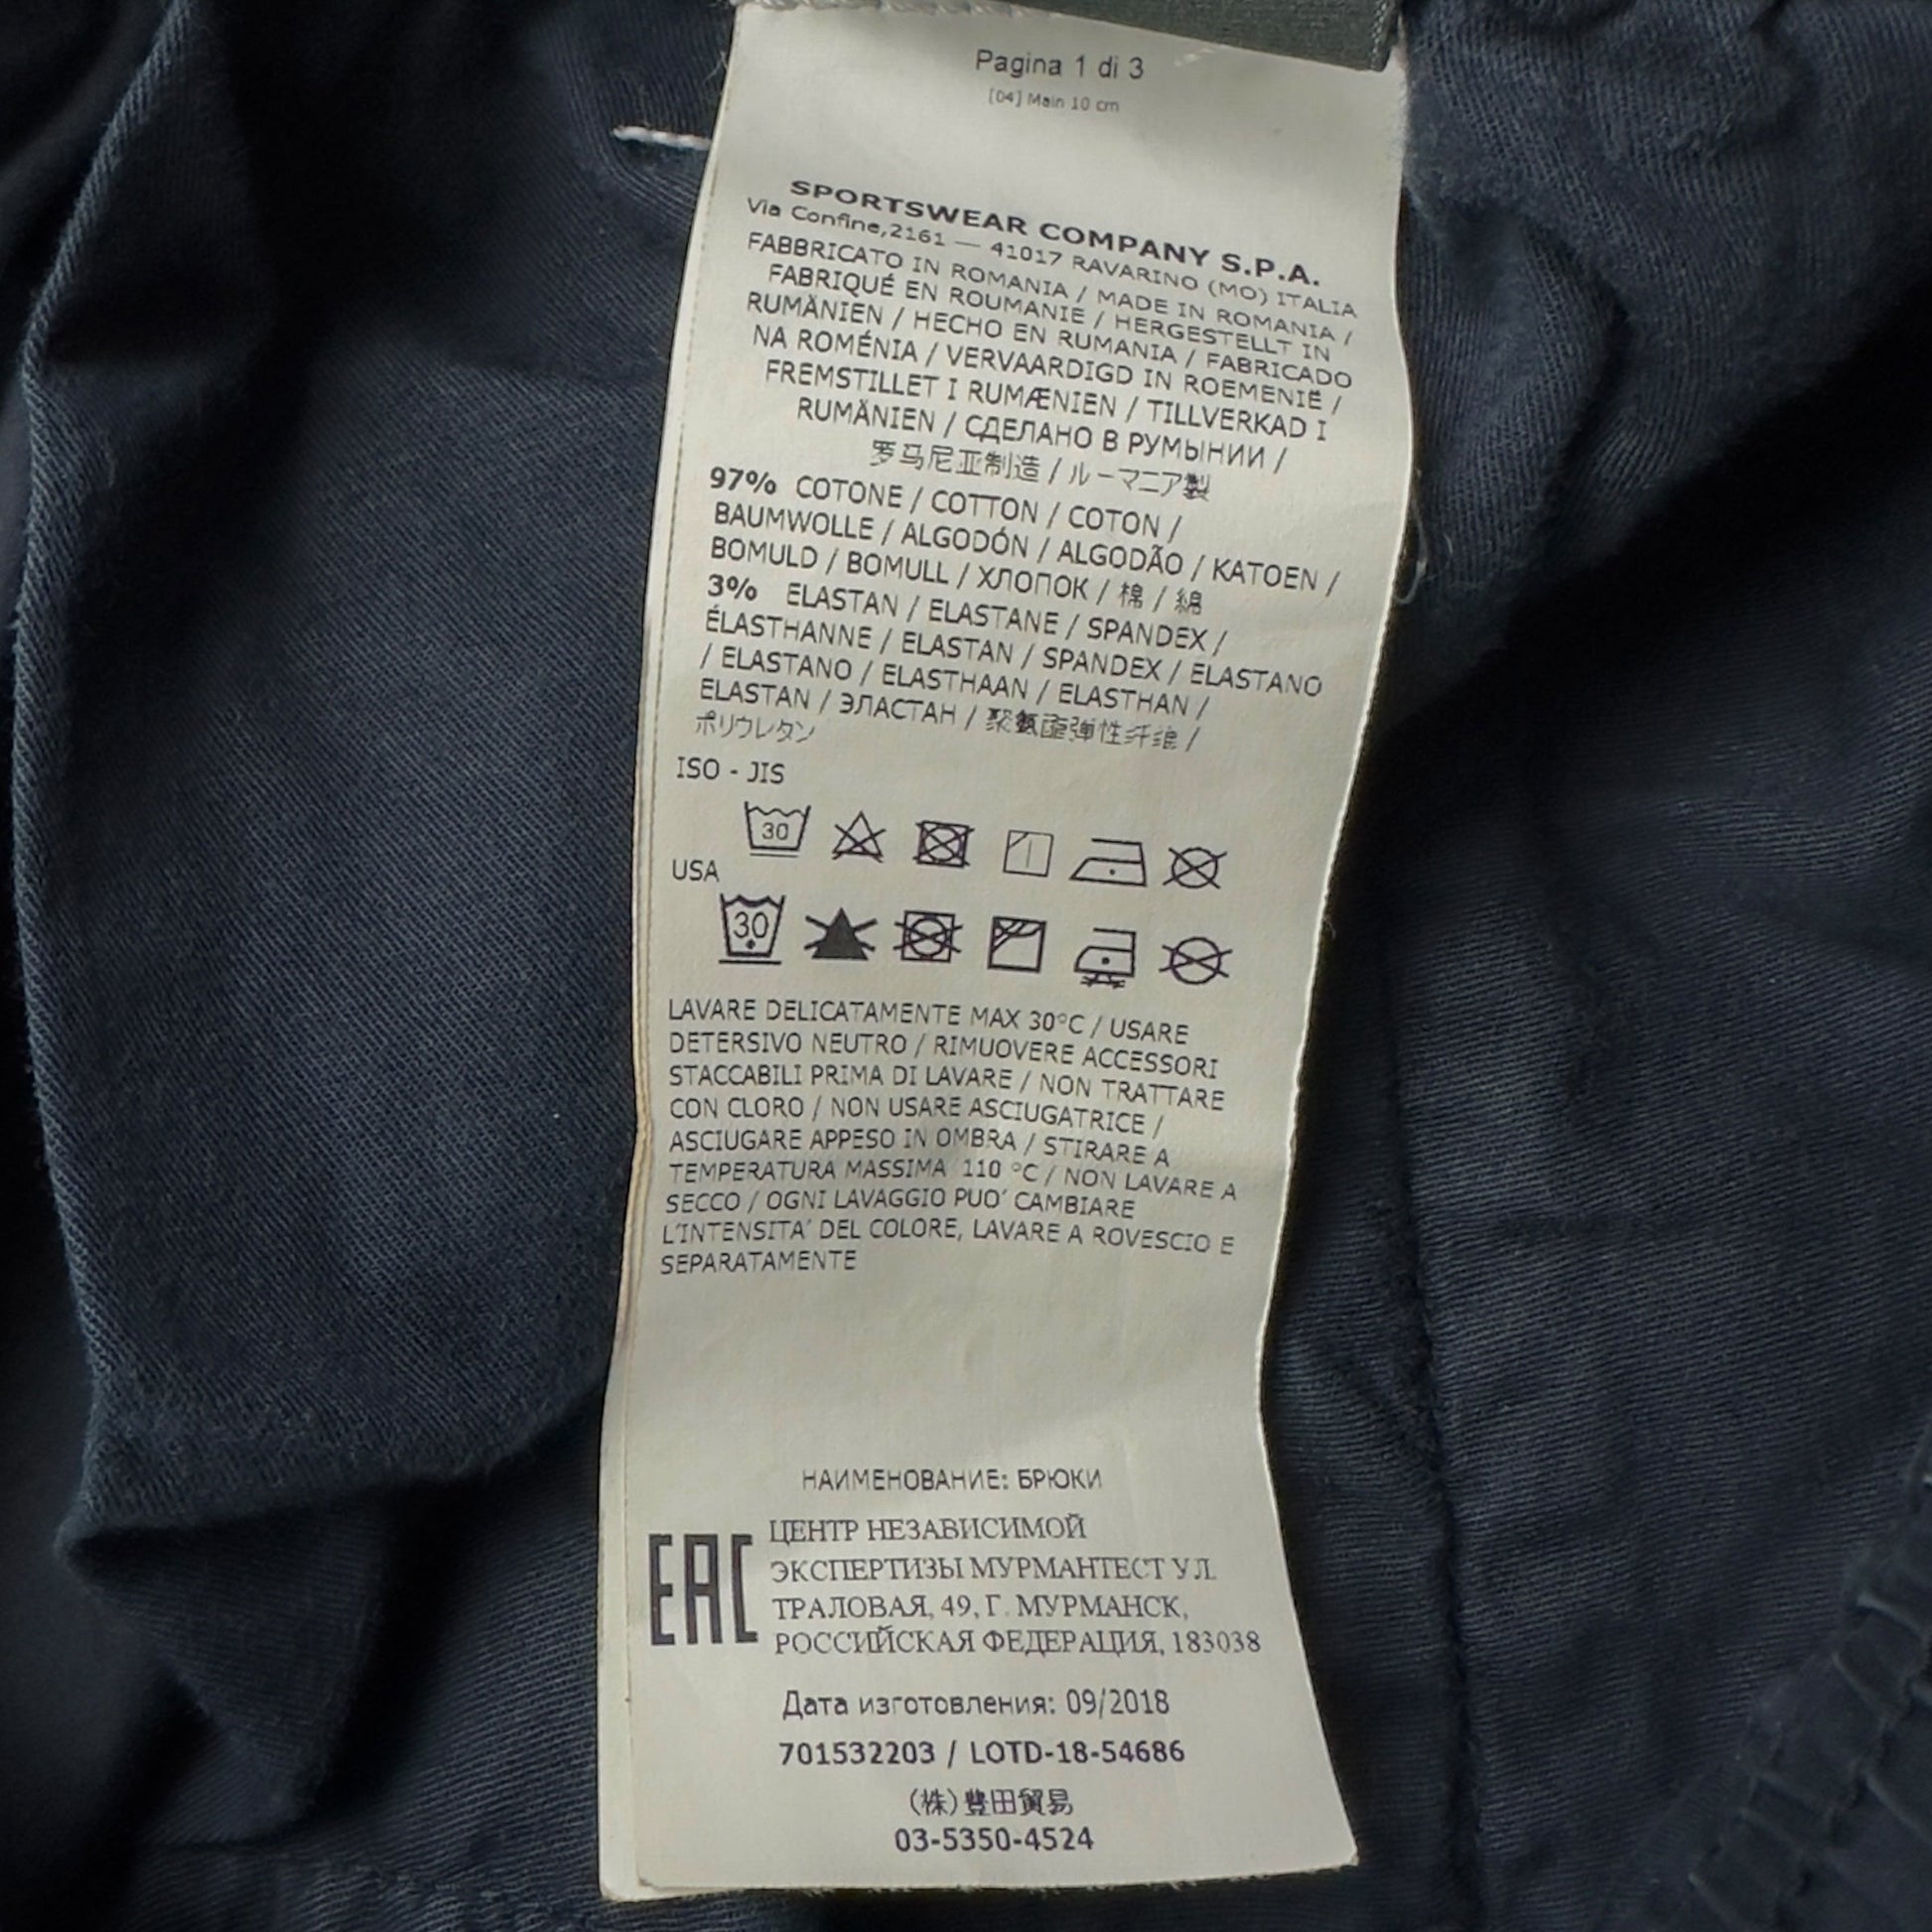 Pagina 1 di 3
[04] Main 10 cm
SPORTSWEAR COMPANY S.P.A.
Via Confine,2161 — 41017 RAVARINO (MO) ITALIA
FABBRICATO IN ROMANIA / MADE IN ROMANIA /
FABRIQUÉ EN ROUMANIE / HERGESTELLT IN
RUMÄNIEN / HECHO EN RUMANIA / FABRICADO
NA ROMÉNIA / VERVAARDIGD IN ROEMENIË /
FREMSTILLET I RUMÆNIEN / TILLVERKAD I
RUMÄNIEN / СДЕЛАНО В РУМЫНИИ /
罗马尼亚制造 / ルーマニア製
97% COTONE / COTTON / COTON /
BAUMWOLLE / ALGODÓN / ALGODÃO / KATOEN /
BOMULD / BOMULL / ХЛОПОК / 棉 / 綿
3% ELASTAN / ELASTANE / SPANDEX /
ÉLASTHANNE / ELASTAN / SPANDEX / ELASTANO
/ ELASTANO / ELASTHAAN / ELASTHAN /
ELASTAN / ЭЛАСТАН / 聚氨酯弹性纤维 /
ポリウレタン
ISO - JIS
30
USA
30
LAVARE DELICATAMENTE MAX 30°C / USARE
DETERSIVO NEUTRO / RIMUOVERE ACCESSORI
STACCABILI PRIMA DI LAVARE / NON TRATTARE
CON CLORO / NON USARE ASCIUGATRICE /
ASCIUGARE APPESO IN OMBRA / STIRARE A
TEMPERATURA MASSIMA 110 °C / NON LAVARE A
SECCO / OGNI LAVAGGIO PUO' CAMBIARE
L'INTENSITA' DEL COLORE, LAVARE A ROVESCIO E
SEPARATAMENTE
НАИМЕНОВАНИЕ: БРЮКИ
EAC
ЦЕНТР НЕЗАВИСИМОЙ
ЭКСПЕРТИЗЫ МУРМАНТЕСТ УЛ.
ТРАЛОВАЯ, 49, Г. МУРМАНСК,
РОССИЙСКАЯ ФЕДЕРАЦИЯ, 183038
Дата изготовления: 09/2018
701532203 / LOTD-18-54686
(株)豊田貿易
03-5350-4524